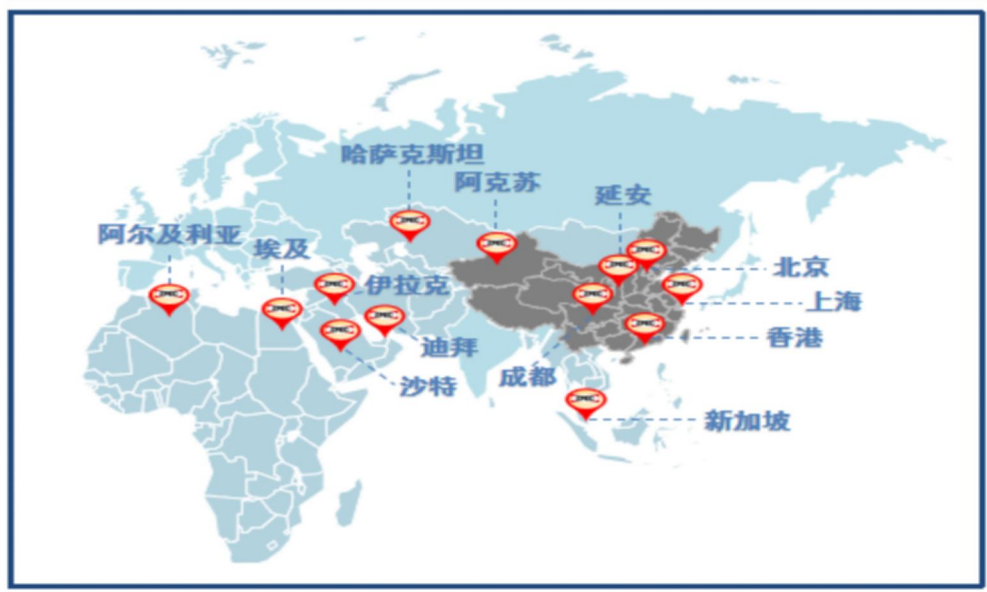 哈萨克斯坦
阿克苏
延安
阿尔及利亚
埃及
北京
伊拉克
上海
香港
迪拜
成都
沙特
新加坡